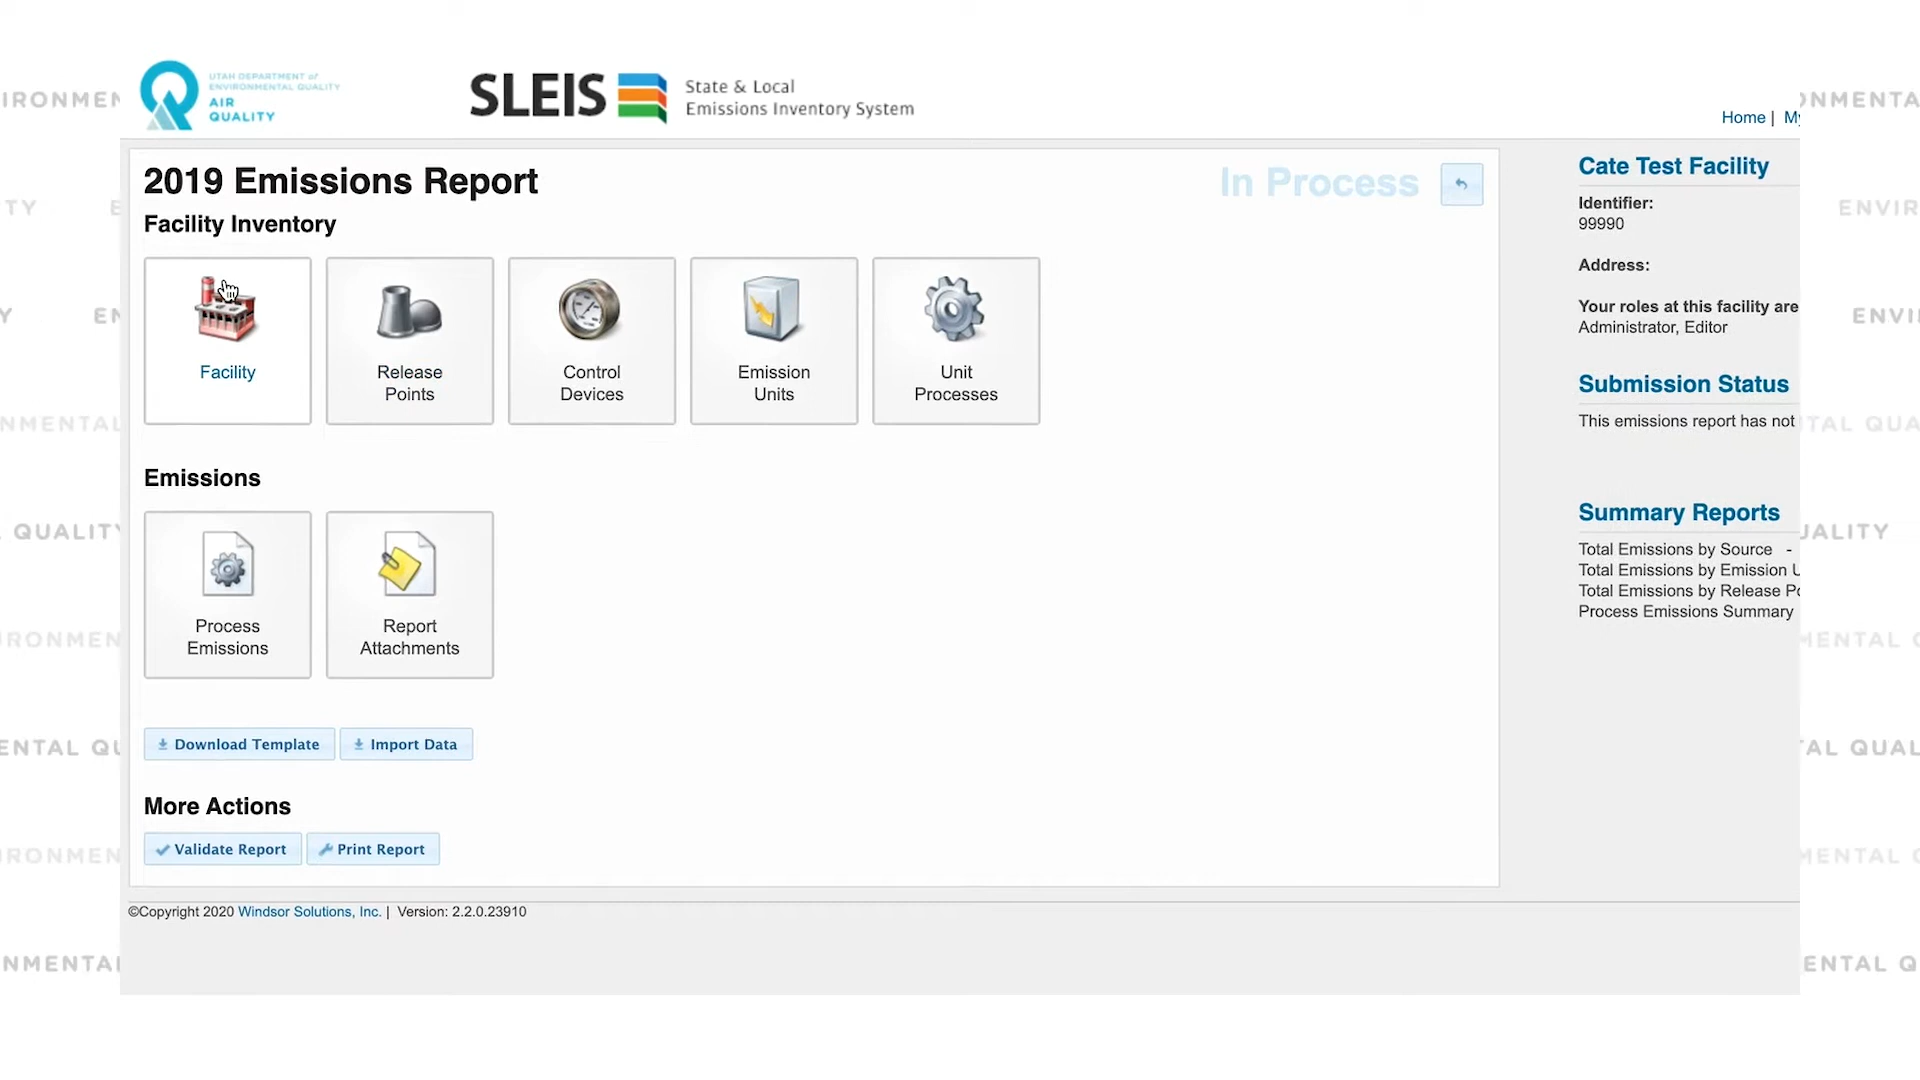 UTAH DEPARTMENT of
ENVIRONMENTAL QUALITY
AIR
QUALITY
SLEIS
State & Local
Emissions Inventory System
Home |
2019 Emissions Report
In Process
Facility Inventory
Facility
Release
Points
Control
Devices
Emission
Units
Unit
Processes
Emissions
Process
Emissions
Report
Attachments
Download Template
Import Data
More Actions
Validate Report
Print Report
©Copyright 2020 Windsor Solutions, Inc. | Version: 2.2.0.23910
Cate Test Facility
Identifier:
99990
Address:
Your roles at this facility are
Administrator, Editor
Submission Status
This emissions report has not
Summary Reports
Total Emissions by Source -
Total Emissions by Emission
Total Emissions by Release
Process Emissions Summary
QUALITY